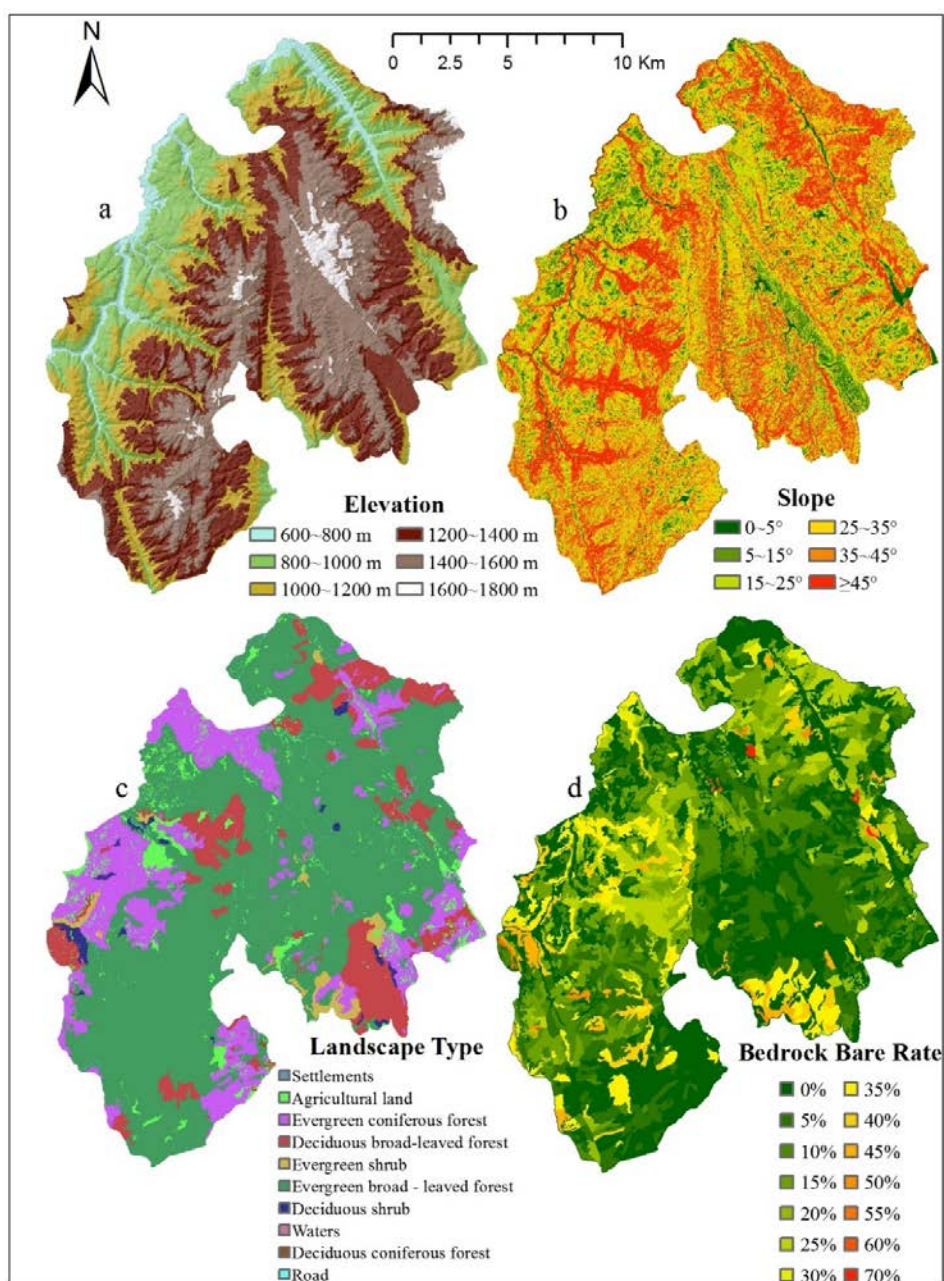 N
0 2.5 5 10 Km
a
b
Elevation
600~800 m 1200~1400 m
800~1000 m 1400~1600 m
1000~1200 m 1600~1800 m
Slope
0~5° 25~35°
5~15° 35~45°
15~25° ≥45°
c
d
Landscape Type
Settlements
Agricultural land
Evergreen coniferous forest
Deciduous broad-leaved forest
Evergreen shrub
Evergreen broad - leaved forest
Deciduous shrub
Waters
Deciduous coniferous forest
Road
Bedrock Bare Rate
0% 35%
5% 40%
10% 45%
15% 50%
20% 55%
25% 60%
30% 70%